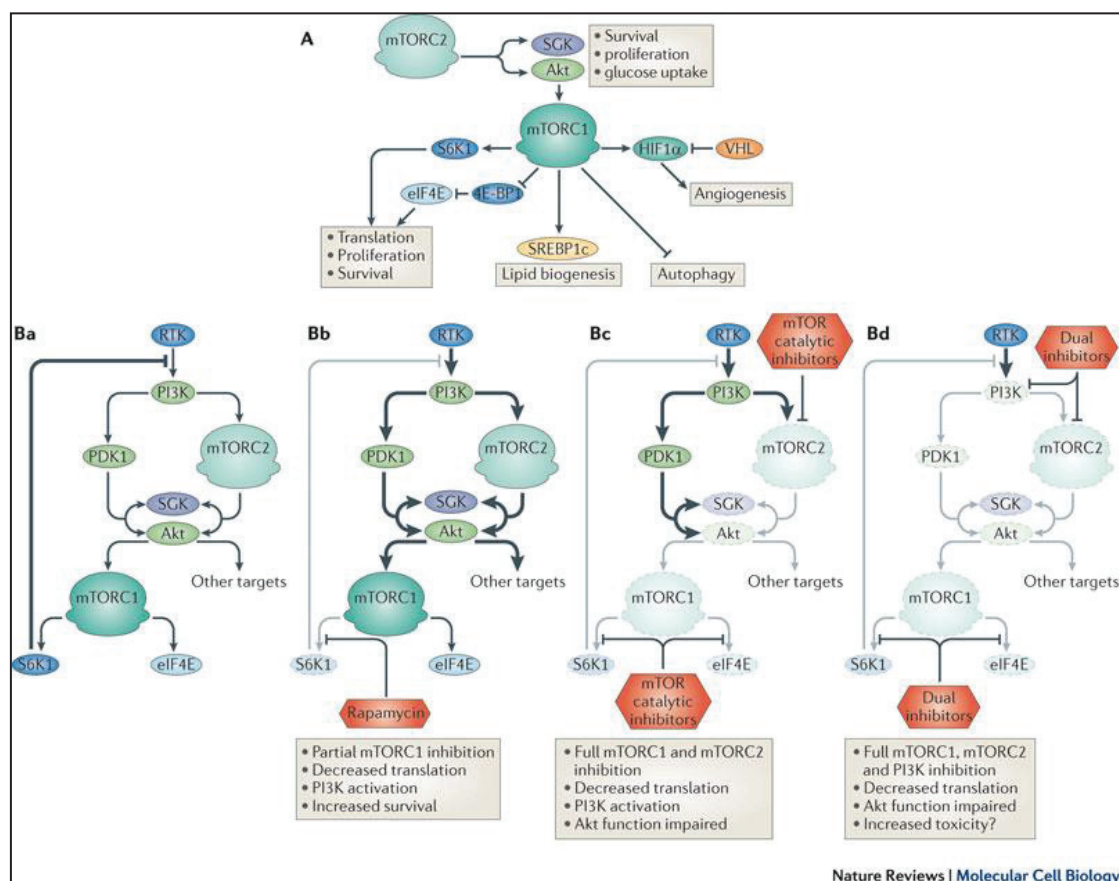 A
mTORC2
SGK
Akt
• Survival
• proliferation
• glucose uptake
mTORC1
S6K1
HIF1α
VHL
eIF4E
4E-BP1
Angiogenesis
• Translation
• Proliferation
• Survival
SREBP1c
Lipid biogenesis
Autophagy
Ba
RTK
PI3K
PDK1
mTORC2
SGK
Akt
Other targets
mTORC1
S6K1
eIF4E
Bb
RTK
PI3K
PDK1
mTORC2
SGK
Akt
Other targets
mTORC1
S6K1
eIF4E
Rapamycin
• Partial mTORC1 inhibition
• Decreased translation
• PI3K activation
• Increased survival
Bc
RTK
mTOR
catalytic
inhibitors
PI3K
PDK1
mTORC2
SGK
Akt
Other targets
mTORC1
S6K1
eIF4E
mTOR
catalytic
inhibitors
• Full mTORC1 and mTORC2
inhibition
• Decreased translation
• PI3K activation
• Akt function impaired
Bd
RTK
Dual
inhibitors
PI3K
PDK1
mTORC2
SGK
Akt
Other targets
mTORC1
S6K1
eIF4E
Dual
inhibitors
• Full mTORC1, mTORC2
and PI3K inhibition
• Decreased translation
• Akt function impaired
• Increased toxicity?
Nature Reviews | Molecular Cell Biology